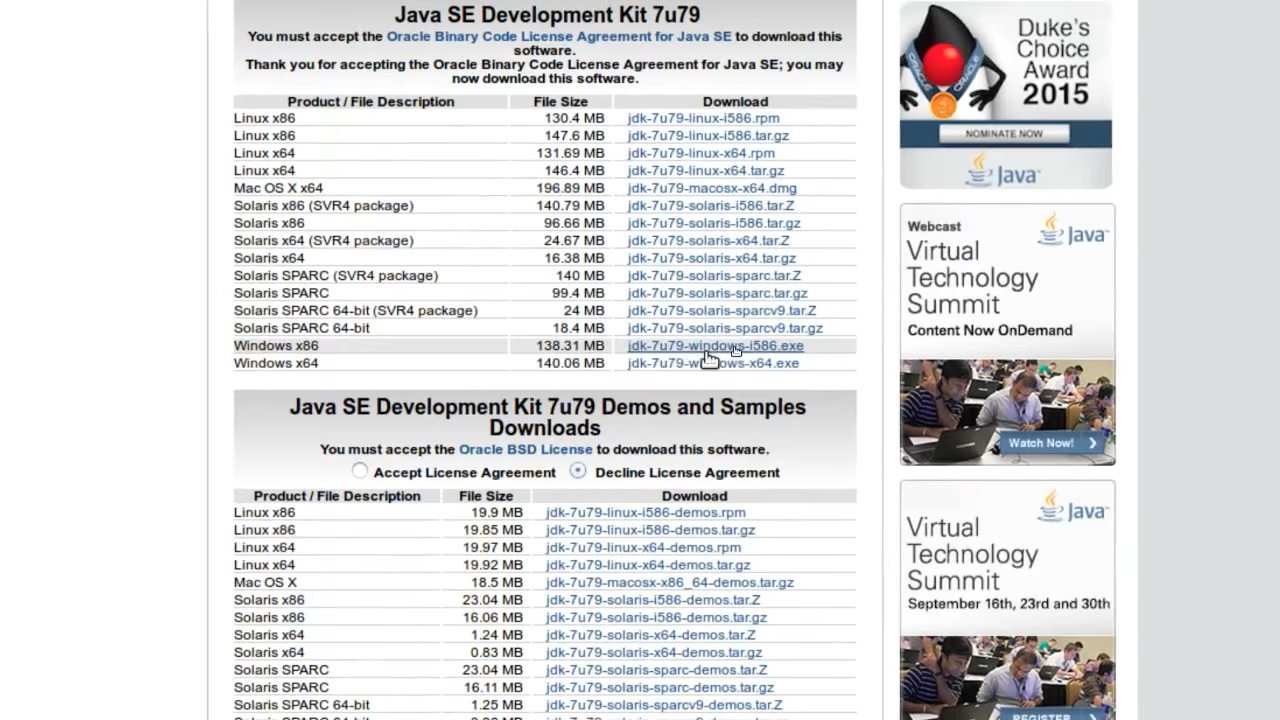 Java SE Development Kit 7u79
You must accept the Oracle Binary Code License Agreement for Java SE to download this
software.
Thank you for accepting the Oracle Binary Code License Agreement for Java SE; you may
now download this software.
Product / File Description File Size Download
Linux x86 130.4 MB jdk-7u79-linux-i586.rpm
Linux x86 147.6 MB jdk-7u79-linux-i586.tar.gz
Linux x64 131.69 MB jdk-7u79-linux-x64.rpm
Linux x64 146.4 MB jdk-7u79-linux-x64.tar.gz
Mac OS X x64 196.89 MB jdk-7u79-macosx-x64.dmg
Solaris x86 (SVR4 package) 140.79 MB jdk-7u79-solaris-i586.tar.Z
Solaris x86 96.66 MB jdk-7u79-solaris-i586.tar.gz
Solaris x64 (SVR4 package) 24.67 MB jdk-7u79-solaris-x64.tar.Z
Solaris x64 16.38 MB jdk-7u79-solaris-x64.tar.gz
Solaris SPARC (SVR4 package) 140 MB jdk-7u79-solaris-sparc.tar.Z
Solaris SPARC 99.4 MB jdk-7u79-solaris-sparc.tar.gz
Solaris SPARC 64-bit (SVR4 package) 24 MB jdk-7u79-solaris-sparcv9.tar.Z
Solaris SPARC 64-bit 18.4 MB jdk-7u79-solaris-sparcv9.tar.gz
Windows x86 138.31 MB jdk-7u79-windows-i586.exe
Windows x64 140.06 MB jdk-7u79-windows-x64.exe
Java SE Development Kit 7u79 Demos and Samples
Downloads
You must accept the Oracle BSD License to download this software.
Accept License Agreement Decline License Agreement
Product / File Description File Size Download
Linux x86 19.9 MB jdk-7u79-linux-i586-demos.rpm
Linux x86 19.85 MB jdk-7u79-linux-i586-demos.tar.gz
Linux x64 19.97 MB jdk-7u79-linux-x64-demos.rpm
Linux x64 19.92 MB jdk-7u79-linux-x64-demos.tar.gz
Mac OS X 18.5 MB jdk-7u79-macosx-x86_64-demos.tar.gz
Solaris x86 23.04 MB jdk-7u79-solaris-i586-demos.tar.Z
Solaris x86 16.06 MB jdk-7u79-solaris-i586-demos.tar.gz
Solaris x64 1.24 MB jdk-7u79-solaris-x64-demos.tar.Z
Solaris x64 0.83 MB jdk-7u79-solaris-x64-demos.tar.gz
Solaris SPARC 23.04 MB jdk-7u79-solaris-sparc-demos.tar.Z
Solaris SPARC 16.11 MB jdk-7u79-solaris-sparc-demos.tar.gz
Solaris SPARC 64-bit 1.25 MB jdk-7u79-solaris-sparcv9-demos.tar.Z
ORACLE ORACLE
Duke's
Choice
Award
2015
NOMINATE NOW
Java™
Webcast
Java™
Virtual
Technology
Summit
Content Now OnDemand
Watch Now!
Java™
Virtual
Technology
Summit
September 16th, 23rd and 30th
REGISTER